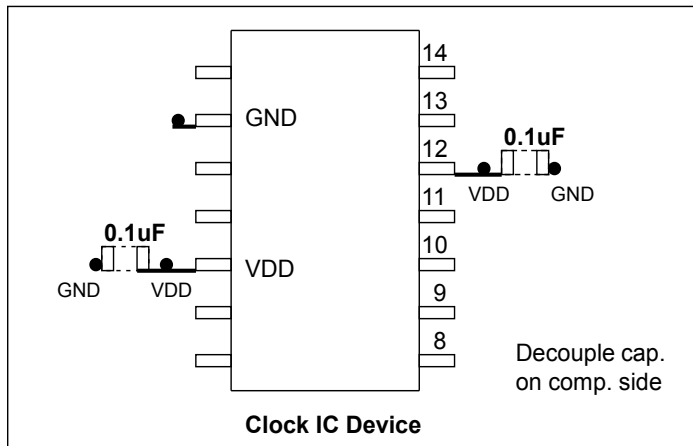 14
13
GND
0.1uF
12
VDD
GND
11
0.1uF
10
VDD
GND
VDD
9
8
Decouple cap.
on comp. side
Clock IC Device